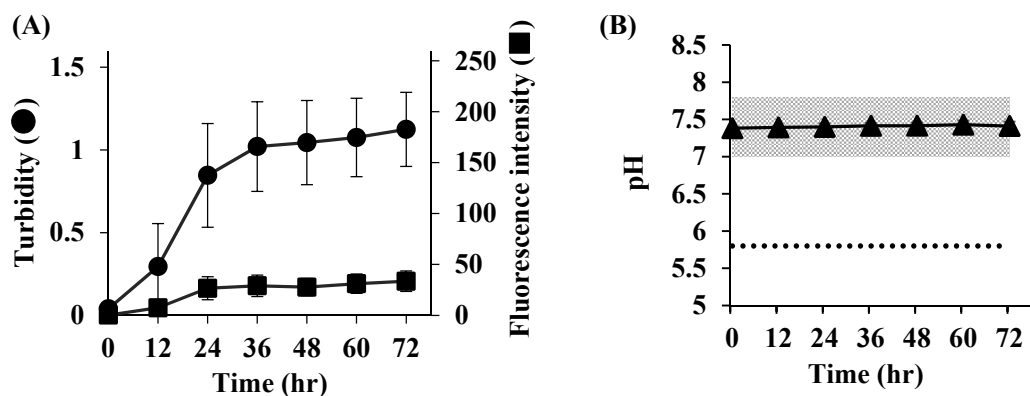 (A)
Turbidity (●)
1.5
1
0.5
0
250
200
150
100
50
0
Fluorescence intensity (■)
0 12 24 36 48 60 72
Time (hr)
(B)
pH
8.5
8
7.5
7
6.5
6
5.5
5
0 12 24 36 48 60 72
Time (hr)